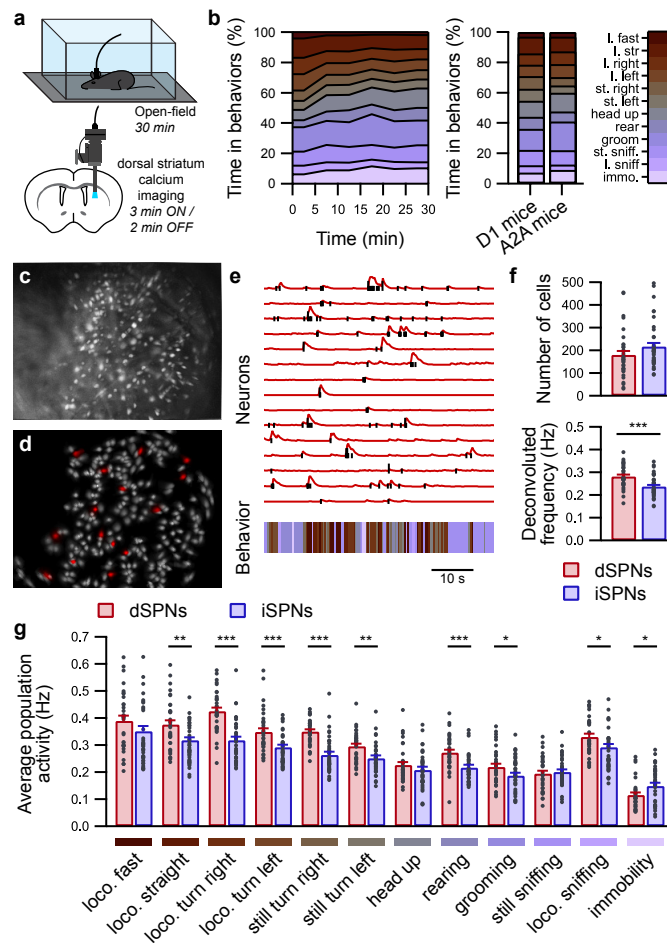 a
Open-field
30 min
dorsal striatum
calcium
imaging
3 min ON /
2 min OFF
b
Time in behaviors (%)
100
80
60
40
20
0
0 5 10 15 20 25 30
Time (min)
Time in behaviors (%)
100
80
60
40
20
0
D1 mice
A2A mice
l. fast
l. str
l. right
l. left
st. right
st. left
head up
rear
groom
st. sniff.
l. sniff
immo.
c
d
e
Neurons
Behavior
10 s
f
Number of cells
500
400
300
200
100
0
Deconvoluted
frequency (Hz)
0.5
0.4
0.3
0.2
0.1
0.0
***
dSPNs
iSPNs
dSPNs
iSPNs
g
Average population
activity (Hz)
0.7
0.6
0.5
0.4
0.3
0.2
0.1
0.0
** *** *** *** ** *** * * *
loco. fast
loco. straight
loco. turn right
loco. turn left
still turn right
still turn left
head up
rearing
grooming
still sniffing
loco. sniffing
immobility